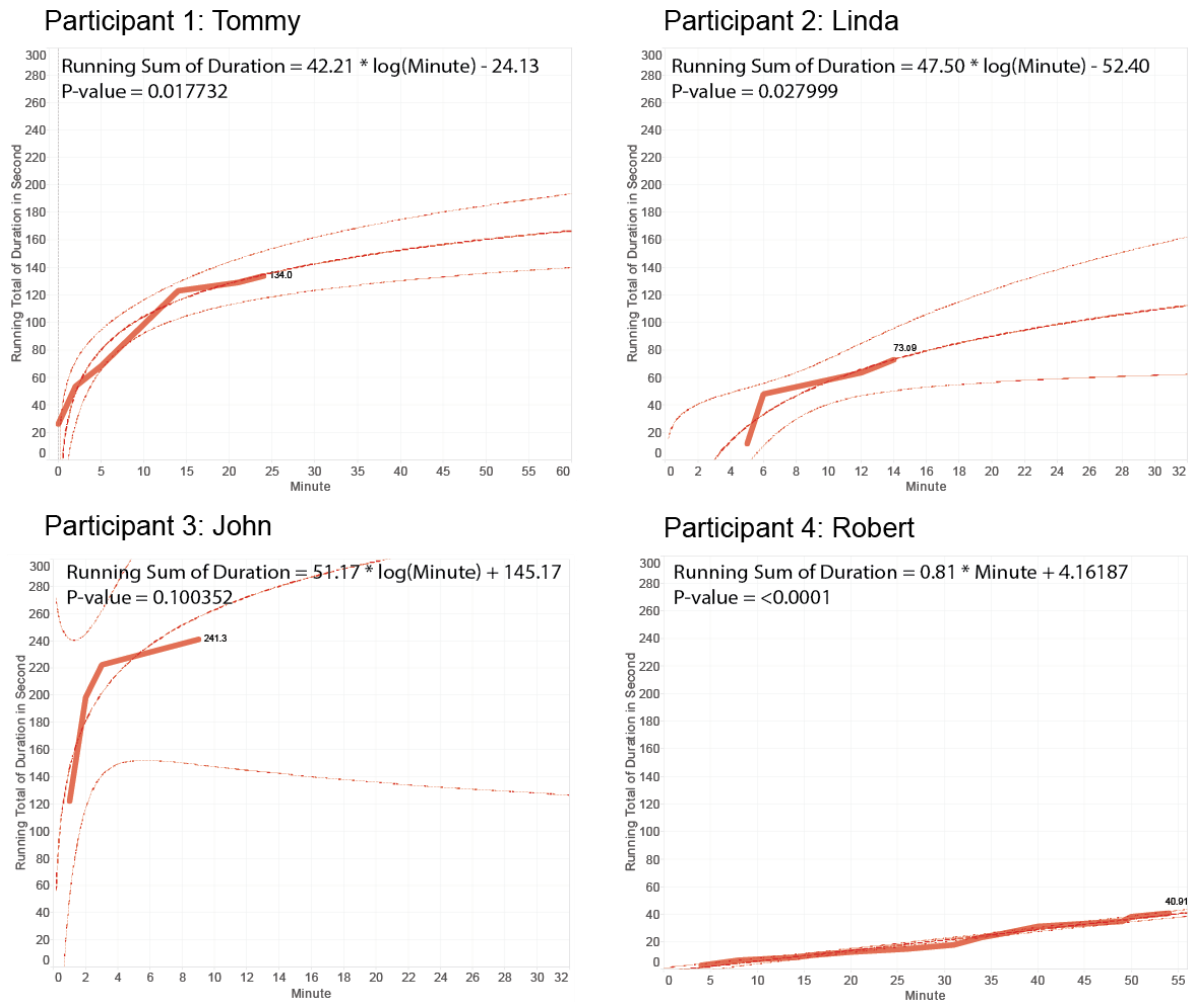 Participant 1: Tommy
Running Sum of Duration = 42.21 * log(Minute) - 24.13
P-value = 0.017732
Running Total of Duration in Second
300
280
260
240
220
200
180
160
140
120
100
80
60
40
20
0
134.0
0 5 10 15 20 25 30 35 40 45 50 55 60
Minute
Participant 2: Linda
Running Sum of Duration = 47.50 * log(Minute) - 52.40
P-value = 0.027999
Running Total of Duration in Second
300
280
260
240
220
200
180
160
140
120
100
80
60
40
20
0
73.09
0 2 4 6 8 10 12 14 16 18 20 22 24 26 28 30 32
Minute
Participant 3: John
Running Sum of Duration = 51.17 * log(Minute) + 145.17
P-value = 0.100352
Running Total of Duration in Second
300
280
260
240
220
200
180
160
140
120
100
80
60
40
20
0
241.3
0 2 4 6 8 10 12 14 16 18 20 22 24 26 28 30 32
Minute
Participant 4: Robert
Running Sum of Duration = 0.81 * Minute + 4.16187
P-value = <0.0001
Running Total of Duration in Second
300
280
260
240
220
200
180
160
140
120
100
80
60
40
20
0
40.91
0 5 10 15 20 25 30 35 40 45 50 55
Minute